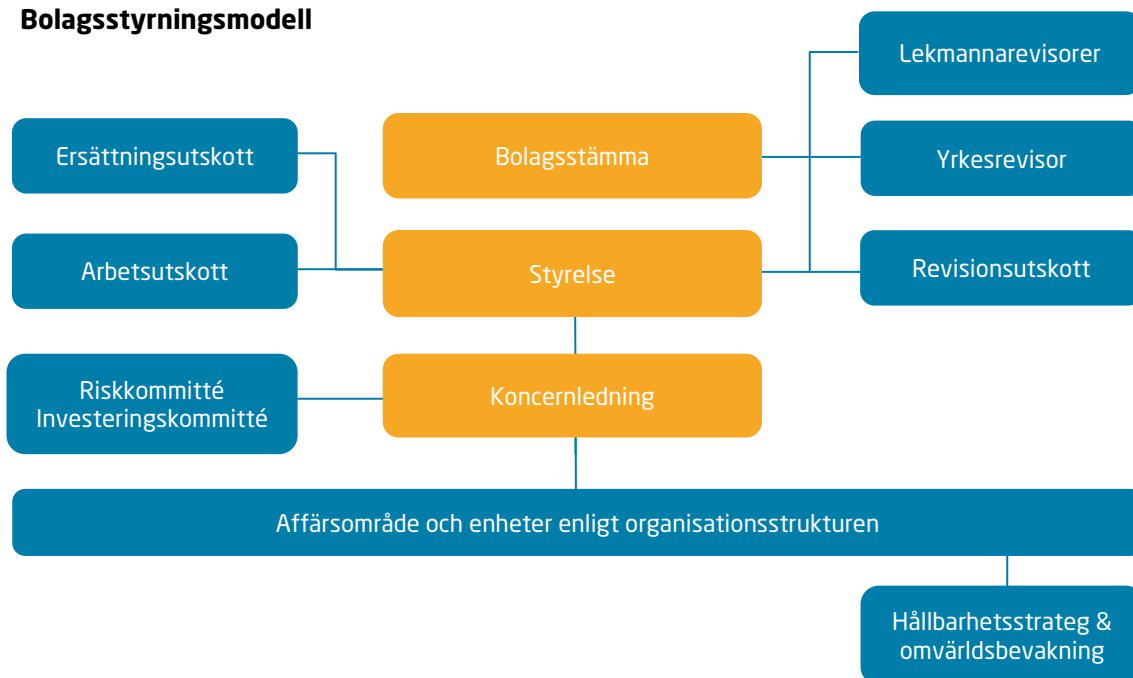 Bolagsstyrningsmodell
Lekmannarevisorer
Ersättningsutskott
Bolagsstämma
Yrkesrevisor
Arbetsutskott
Styrelse
Revisionsutskott
Riskkommitté
Investeringskommitté
Koncernledning
Affärsområde och enheter enligt organisationsstrukturen
Hållbarhetsstrateg &
omvärldsbevakning